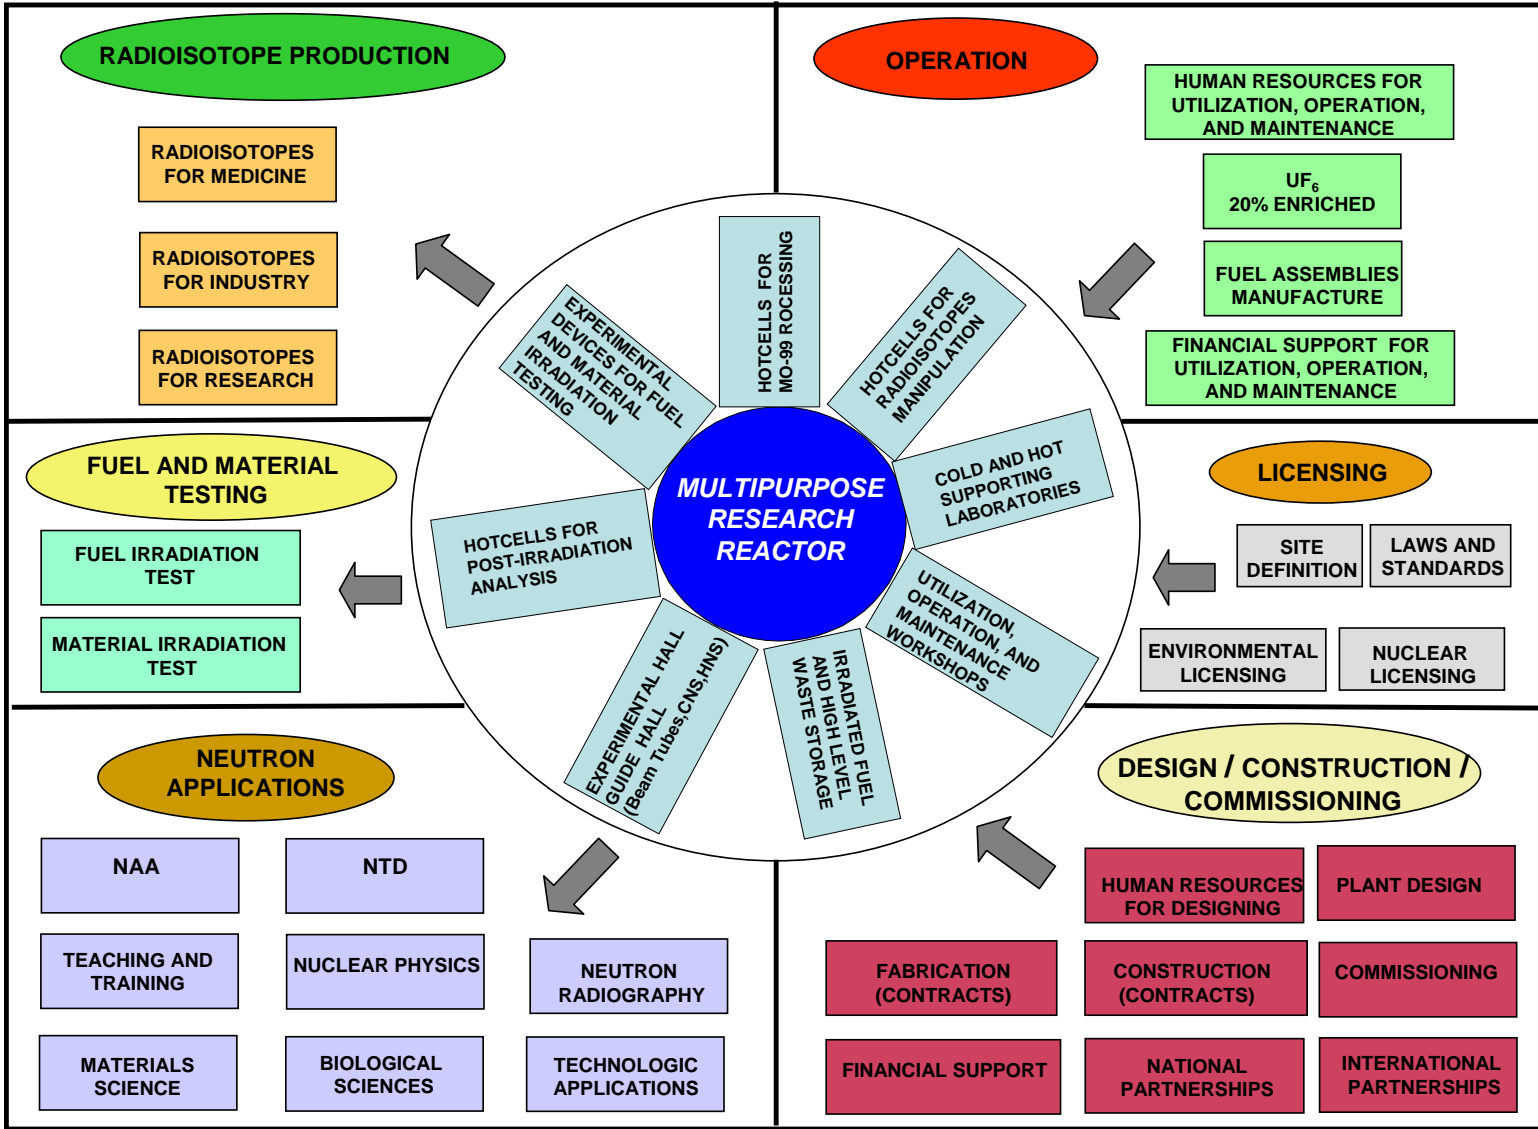 RADIOISOTOPE PRODUCTION
RADIOISOTOPES
FOR MEDICINE
RADIOISOTOPES
FOR INDUSTRY
RADIOISOTOPES
FOR RESEARCH
OPERATION
HUMAN RESOURCES FOR
UTILIZATION, OPERATION,
AND MAINTENANCE
UF6
20% ENRICHED
FUEL ASSEMBLIES
MANUFACTURE
FINANCIAL SUPPORT FOR
UTILIZATION, OPERATION,
AND MAINTENANCE
EXPERIMENTAL
DEVICES FOR FUEL
AND MATERIAL
IRRADIATION
TESTING
HOTCELLS FOR
MO-99 ROCESSING
HOTCELLS FOR
RADIOISOTOPES
MANIPULATION
COLD AND HOT
SUPPORTING
LABORATORIES
UTILIZATION,
OPERATION, AND
MAINTENANCE
WORKSHOPS
IRRADIATED FUEL
AND HIGH LEVEL
WASTE STORAGE
EXPERIMENTAL HALL
GUIDE HALL
(Beam Tubes,CNS,HNS)
HOTCELLS FOR
POST-IRRADIATION
ANALYSIS
MULTIPURPOSE
RESEARCH
REACTOR
FUEL AND MATERIAL
TESTING
FUEL IRRADIATION
TEST
MATERIAL IRRADIATION
TEST
LICENSING
SITE
DEFINITION
LAWS AND
STANDARDS
ENVIRONMENTAL
LICENSING
NUCLEAR
LICENSING
NEUTRON
APPLICATIONS
NAA
NTD
TEACHING AND
TRAINING
NUCLEAR PHYSICS
NEUTRON
RADIOGRAPHY
MATERIALS
SCIENCE
BIOLOGICAL
SCIENCES
TECHNOLOGIC
APPLICATIONS
DESIGN / CONSTRUCTION /
COMMISSIONING
HUMAN RESOURCES
FOR DESIGNING
PLANT DESIGN
FABRICATION
(CONTRACTS)
CONSTRUCTION
(CONTRACTS)
COMMISSIONING
FINANCIAL SUPPORT
NATIONAL
PARTNERSHIPS
INTERNATIONAL
PARTNERSHIPS